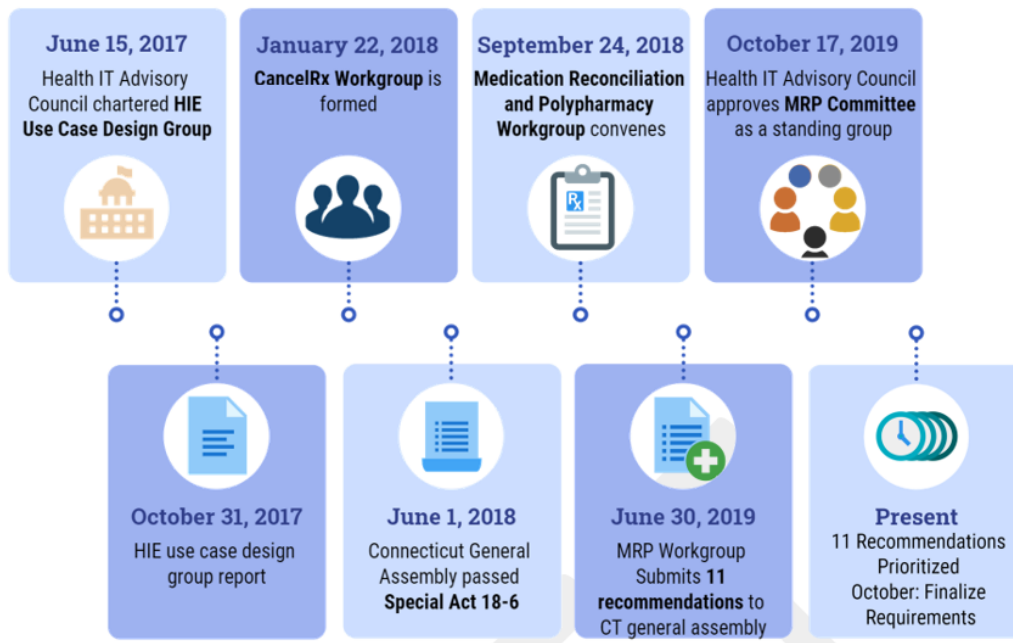 June 15, 2017
Health IT Advisory
Council chartered HIE
Use Case Design Group
January 22, 2018
CancelRx Workgroup is
formed
September 24, 2018
Medication Reconciliation
and Polypharmacy
Workgroup convenes
Rx
October 17, 2019
Health IT Advisory Council
approves MRP Committee
as a standing group
October 31, 2017
HIE use case design
group report
June 1, 2018
Connecticut General
Assembly passed
Special Act 18-6
June 30, 2019
MRP Workgroup
Submits 11
recommendations to
CT general assembly
Present
11 Recommendations
Prioritized
October: Finalize
Requirements